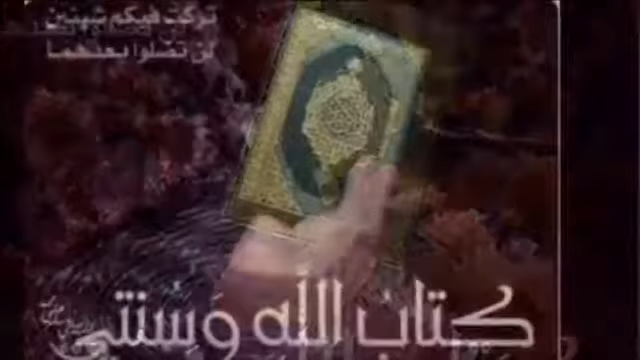 تركت فيكم شيئين
لن تضلوا بعدهما
كتاب الله وسنتي